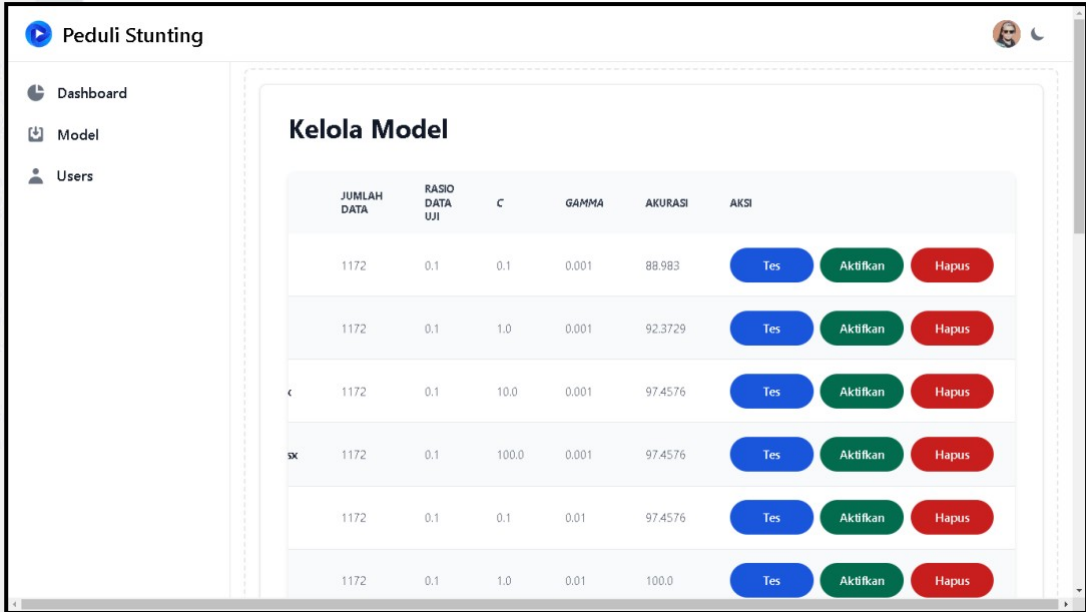 Peduli Stunting
Dashboard
Model
Users
Kelola Model
JUMLAH DATA RASIO DATA UJI C GAMMA AKURASI AKSI
1172 0.1 0.1 0.001 88.983 Tes Aktifkan Hapus
1172 0.1 1.0 0.001 92.3729 Tes Aktifkan Hapus
x 1172 0.1 10.0 0.001 97.4576 Tes Aktifkan Hapus
sx 1172 0.1 100.0 0.001 97.4576 Tes Aktifkan Hapus
1172 0.1 0.1 0.01 97.4576 Tes Aktifkan Hapus
1172 0.1 1.0 0.01 100.0 Tes Aktifkan Hapus